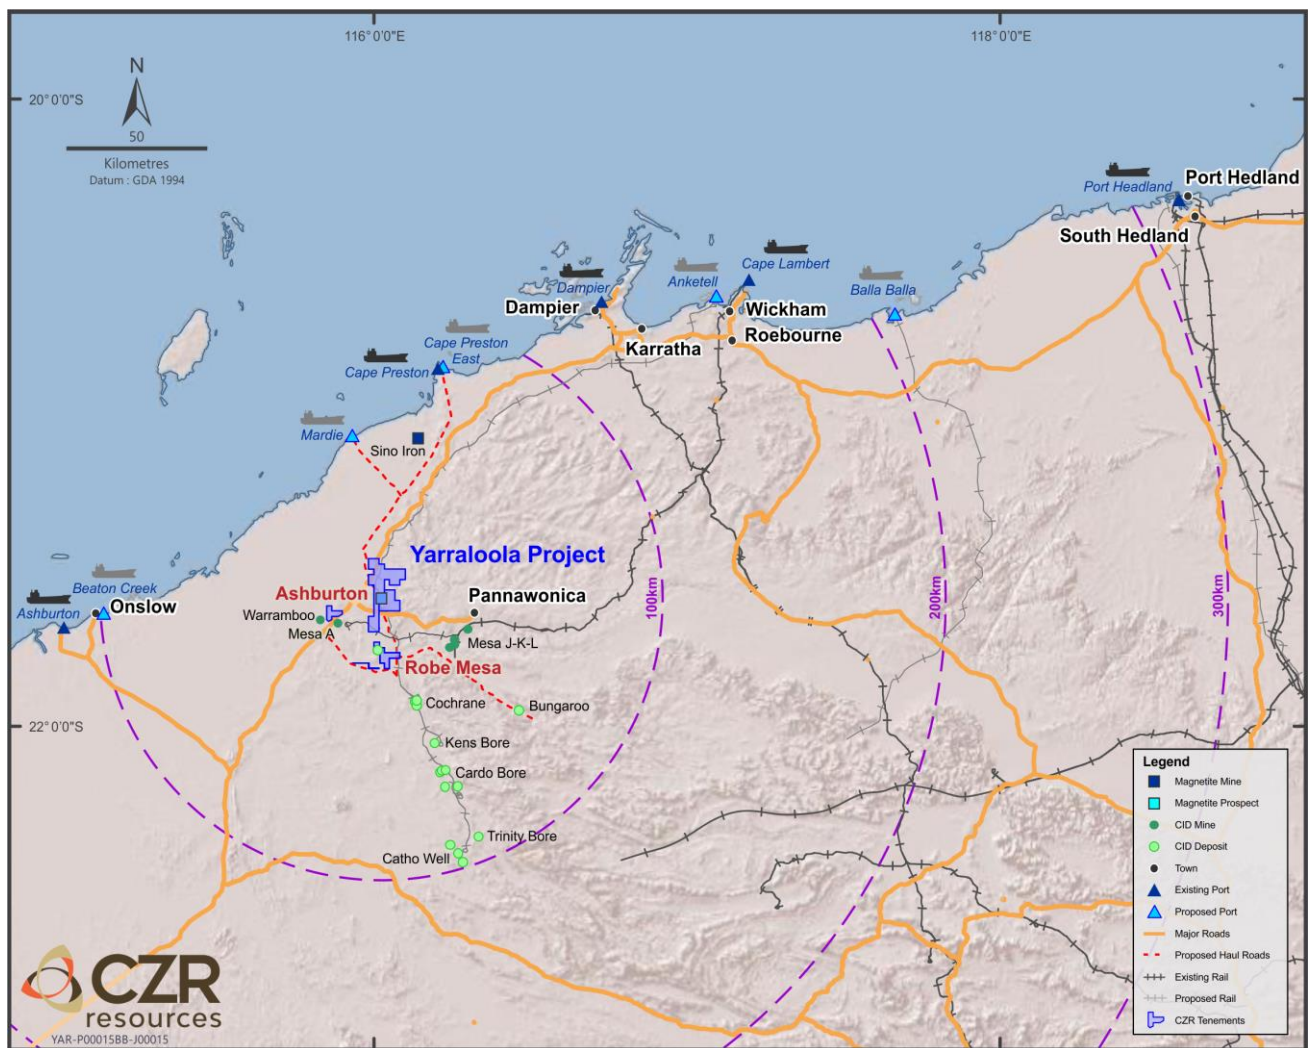 116°0'0"E
118°0'0"E
N
20°0'0"S
50
Kilometres
Datum : GDA 1994
Port Headland
Port Hedland
South Hedland
Dampier
Dampier
Anketell
Cape Lambert
Balla Balla
Wickham
Karratha
Roebourne
Cape Preston
East
Cape Preston
Mardie
Sino Iron
Yarraloola Project
Beaton Creek
Ashburton
Onslow
Ashburton
Warramboo
Mesa A
Pannawonica
Mesa J-K-L
Robe Mesa
100km
200km
300km
Cochrane
Bungaroo
22°0'0"S
Kens Bore
Cardo Bore
Trinity Bore
Catho Well
Legend
Magnetite Mine
Magnetite Prospect
CID Mine
CID Deposit
Town
Existing Port
Proposed Port
Major Roads
Proposed Haul Roads
Existing Rail
Proposed Rail
CZR Tenements
CZR
resources
YAR-P00015BB-J00015